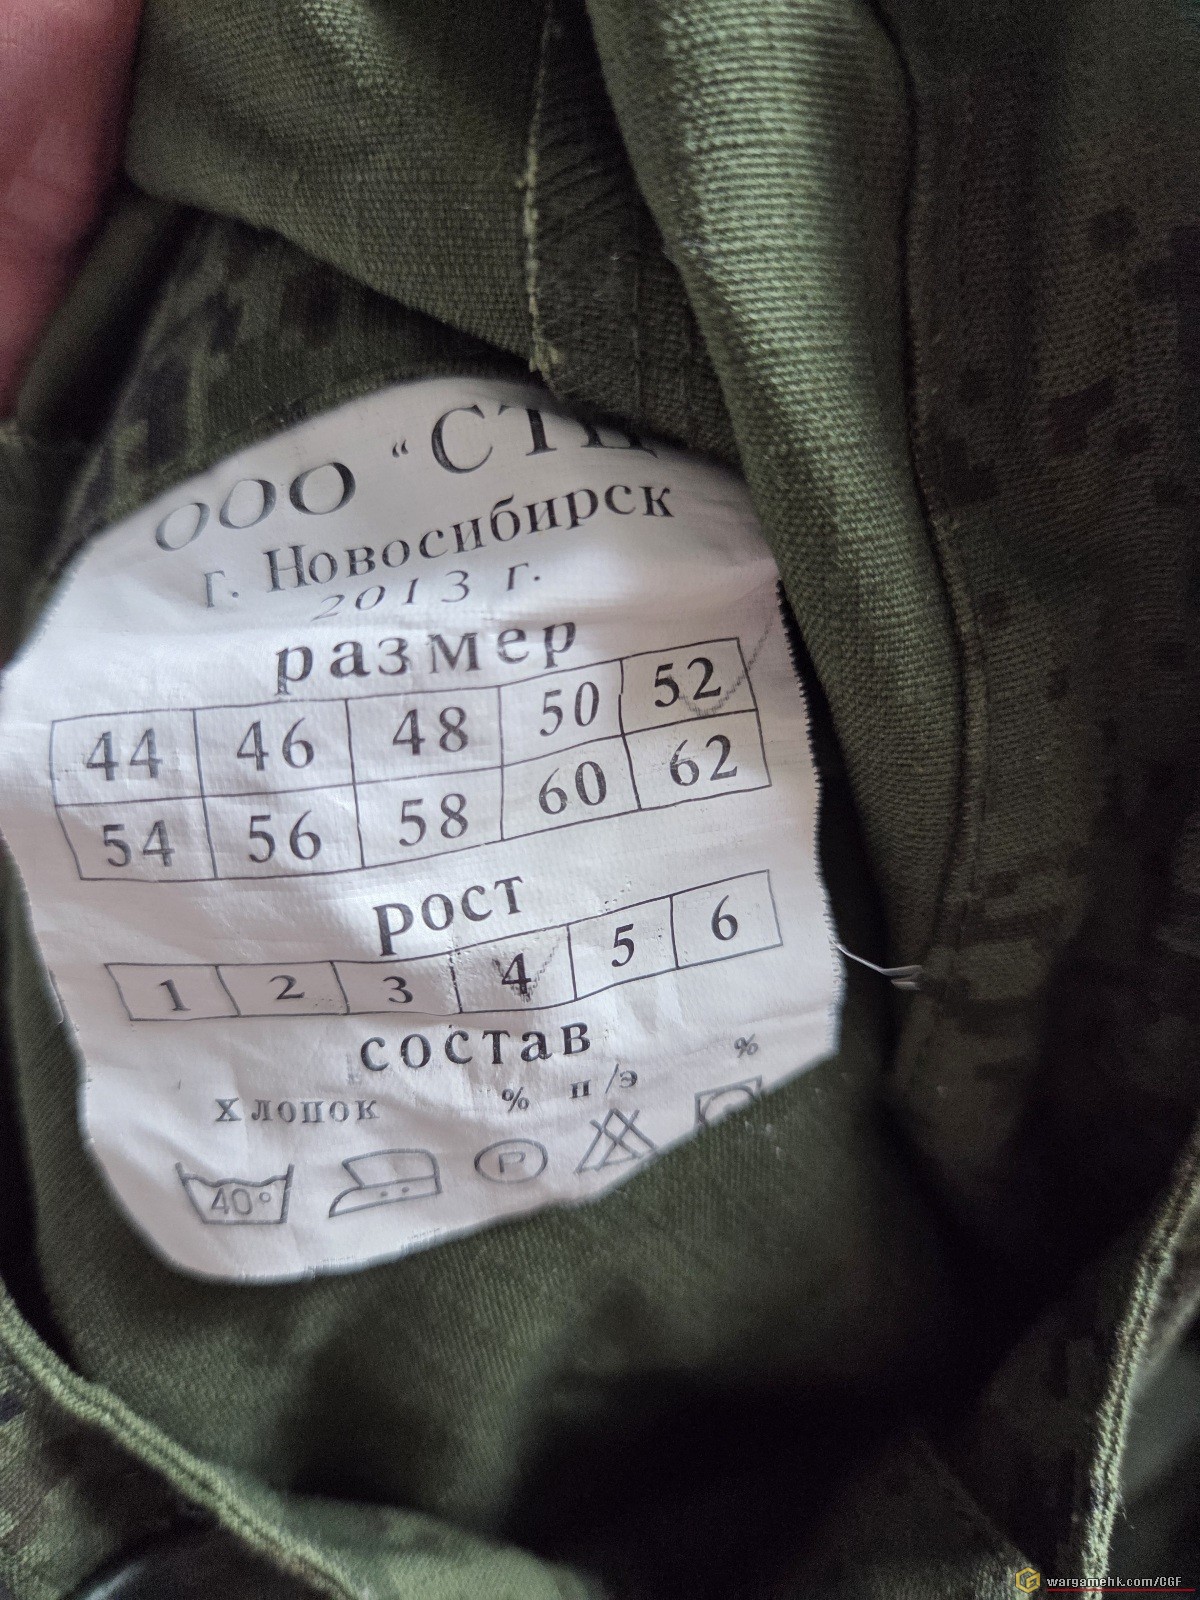 ООО "СТЦ
г. Новосибирск
2013 г.
размер
44 46 48 50 52
54 56 58 60 62
рост
1 2 3 4 5 6
состав
хлопок % п/э %
40° P
wargamehk.com/CGF